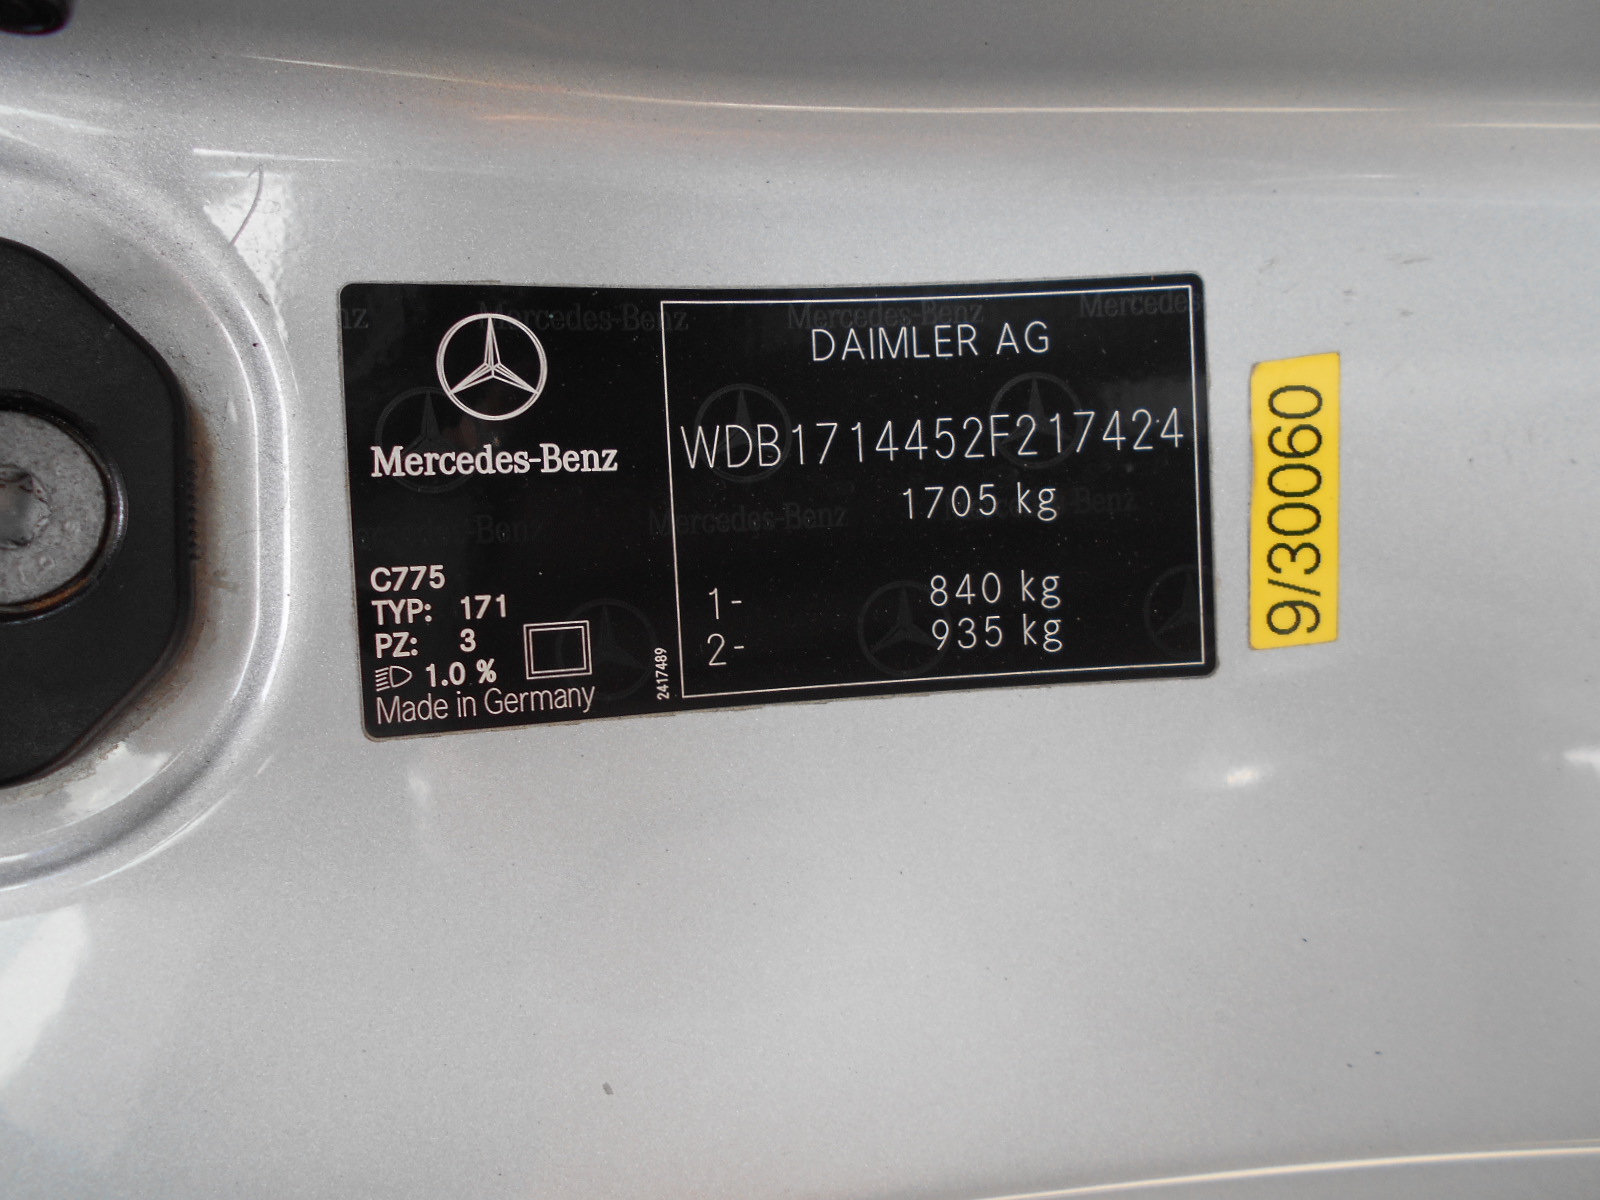 Mercedes-Benz
C775
TYP: 171
PZ: 3
1.0 %
Made in Germany
2417489
DAIMLER AG
WDB1714452F217424
1705 kg
1- 840 kg
2- 935 kg
9/30060